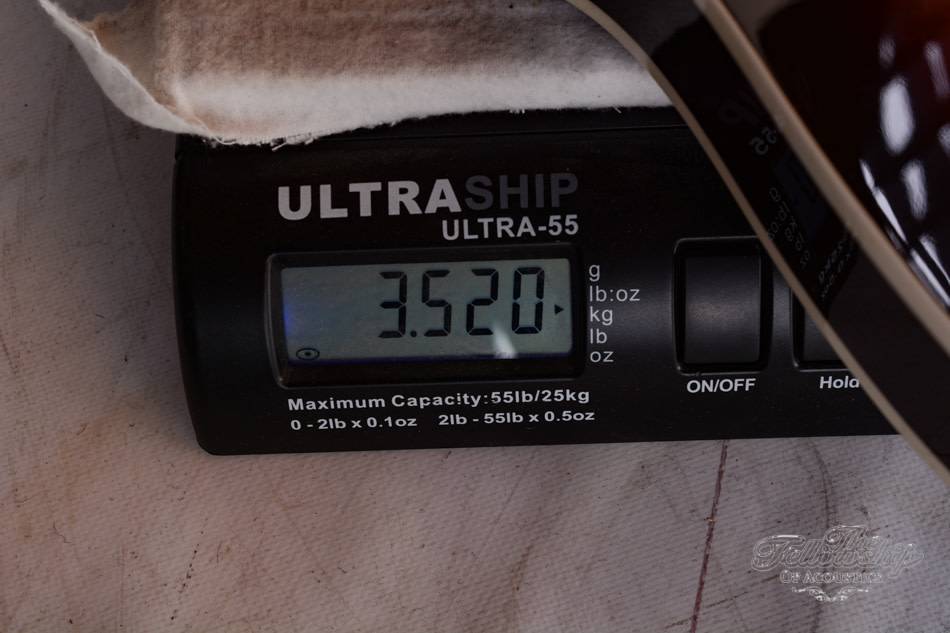 ULTRASHIP
ULTRA-55
3.520
g
lb:oz
kg
lb
oz
ON/OFF
Hold
Maximum Capacity:55lb/25kg
0 - 2lb x 0.1oz 2lb - 55lb x 0.5oz
The
Fellowship
OF ACOUSTICS